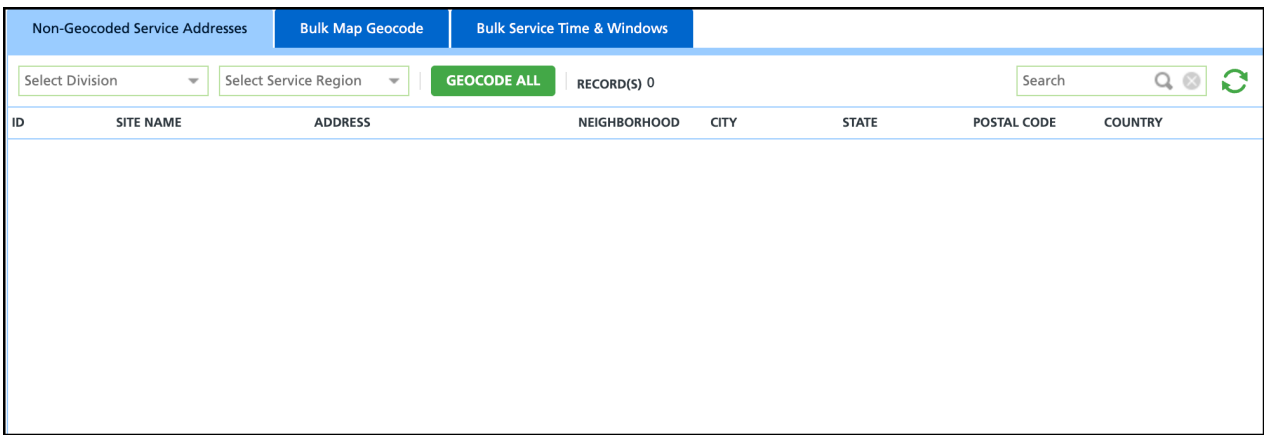 Non-Geocoded Service Addresses Bulk Map Geocode Bulk Service Time & Windows
Select Division Select Service Region GEOCODE ALL RECORD(S) 0 Search
ID SITE NAME ADDRESS NEIGHBORHOOD CITY STATE POSTAL CODE COUNTRY